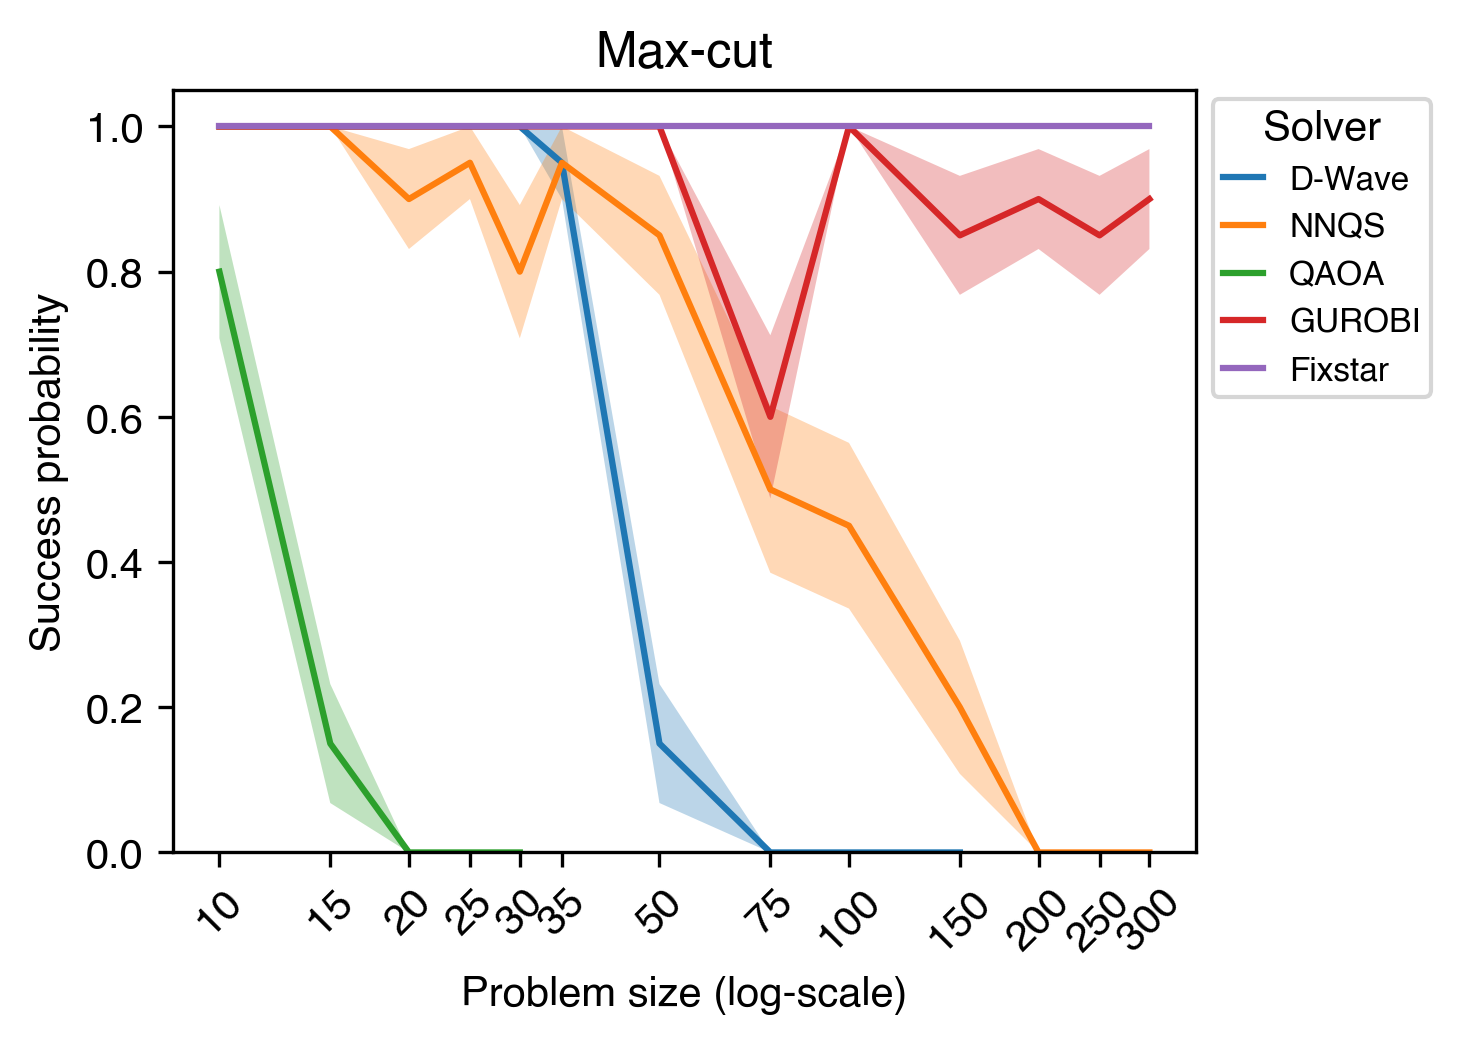 Max-cut
1.0
0.8
0.6
0.4
0.2
0.0
Success probability
10 15 20 25 30 35 50 75 100 150 200 250 300
Problem size (log-scale)
Solver
D-Wave
NNQS
QAOA
GUROBI
Fixstar